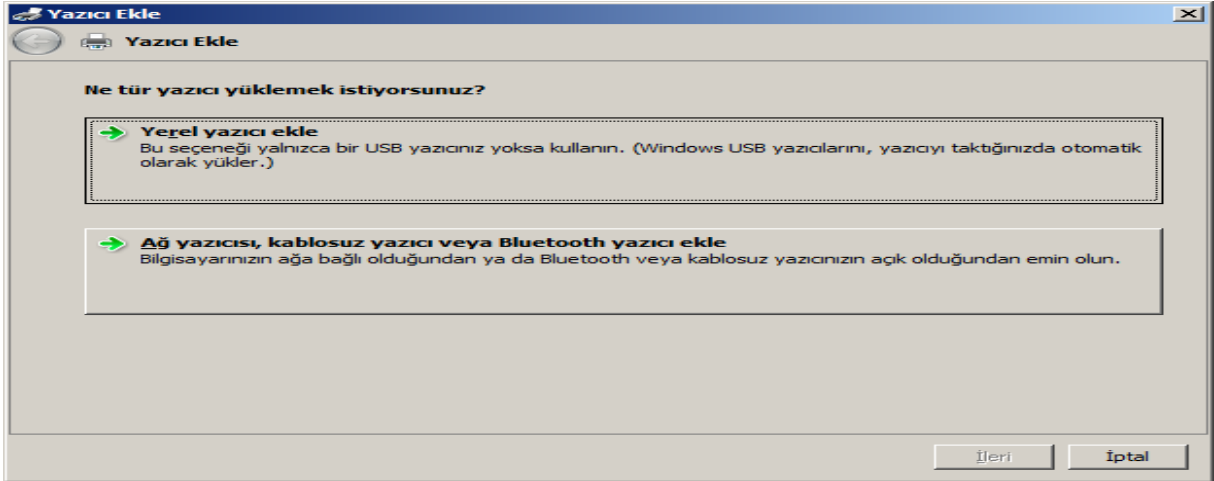 Yazıcı Ekle
Yazıcı Ekle
Ne tür yazıcı yüklemek istiyorsunuz?
Yerel yazıcı ekle
Bu seçeneği yalnızca bir USB yazıcınız yoksa kullanın. (Windows USB yazıcılarını, yazıcıyı taktığınızda otomatik
olarak yükler.)
Ağ yazıcısı, kablosuz yazıcı veya Bluetooth yazıcı ekle
Bilgisayarınızın ağa bağlı olduğundan ya da Bluetooth veya kablosuz yazıcınızın açık olduğundan emin olun.
İleri
İptal